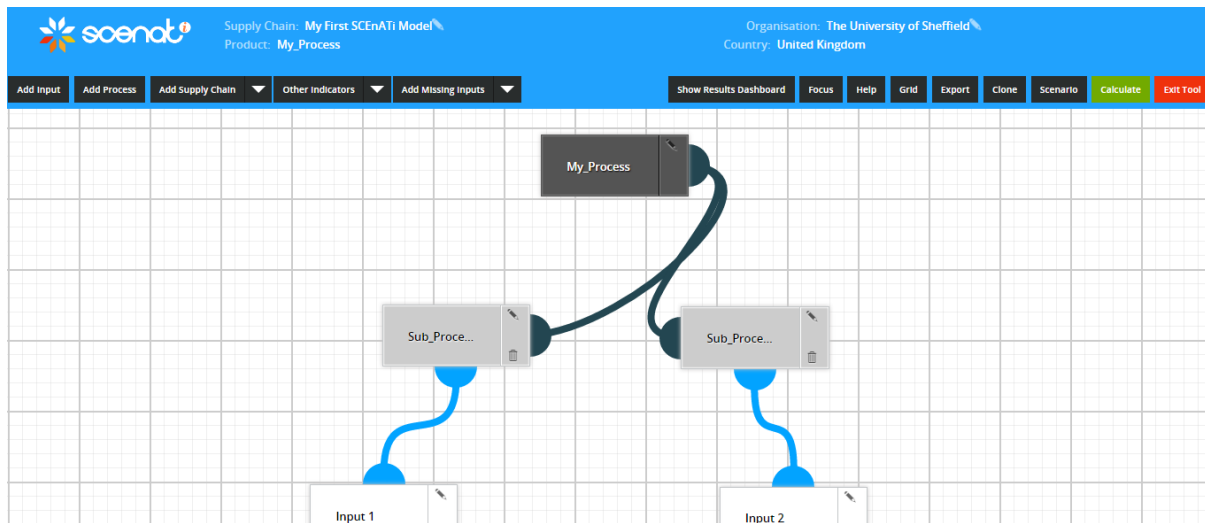 scenat i
Supply Chain: My First SCEnATi Model
Product: My_Process
Organisation: The University of Sheffield
Country: United Kingdom
Add Input Add Process Add Supply Chain Other Indicators Add Missing Inputs Show Results Dashboard Focus Help Grid Export Clone Scenario Calculate Exit Tool
My_Process
Sub_Proce... Sub_Proce...
Input 1 Input 2